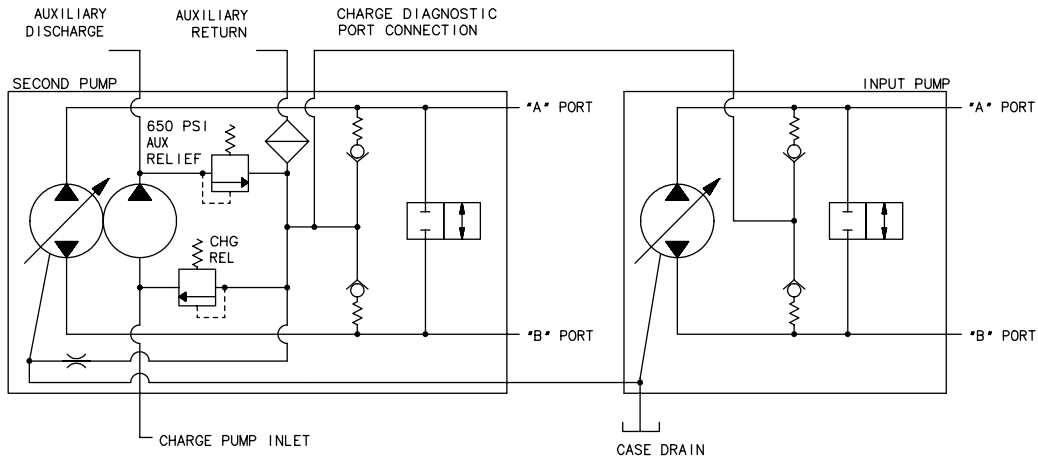 AUXILIARY
DISCHARGE
AUXILIARY
RETURN
CHARGE DIAGNOSTIC
PORT CONNECTION
SECOND PUMP
INPUT PUMP
"A" PORT
"A" PORT
650 PSI
AUX
RELIEF
CHG
REL
"B" PORT
"B" PORT
CHARGE PUMP INLET
CASE DRAIN